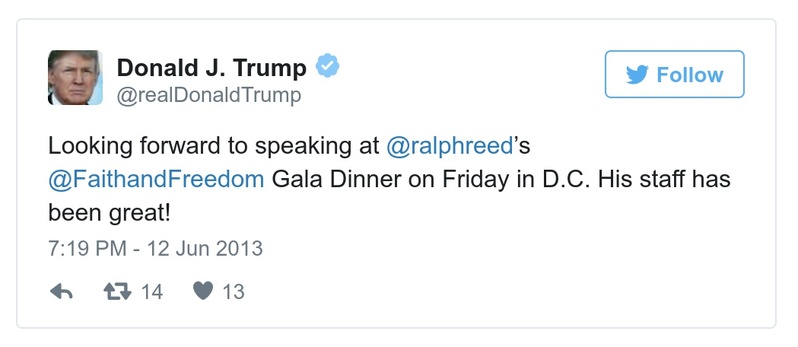 Donald J. Trump
@realDonaldTrump
Follow
Looking forward to speaking at @ralphreed’s
@FaithandFreedom Gala Dinner on Friday in D.C. His staff has
been great!
7:19 PM - 12 Jun 2013
14 13